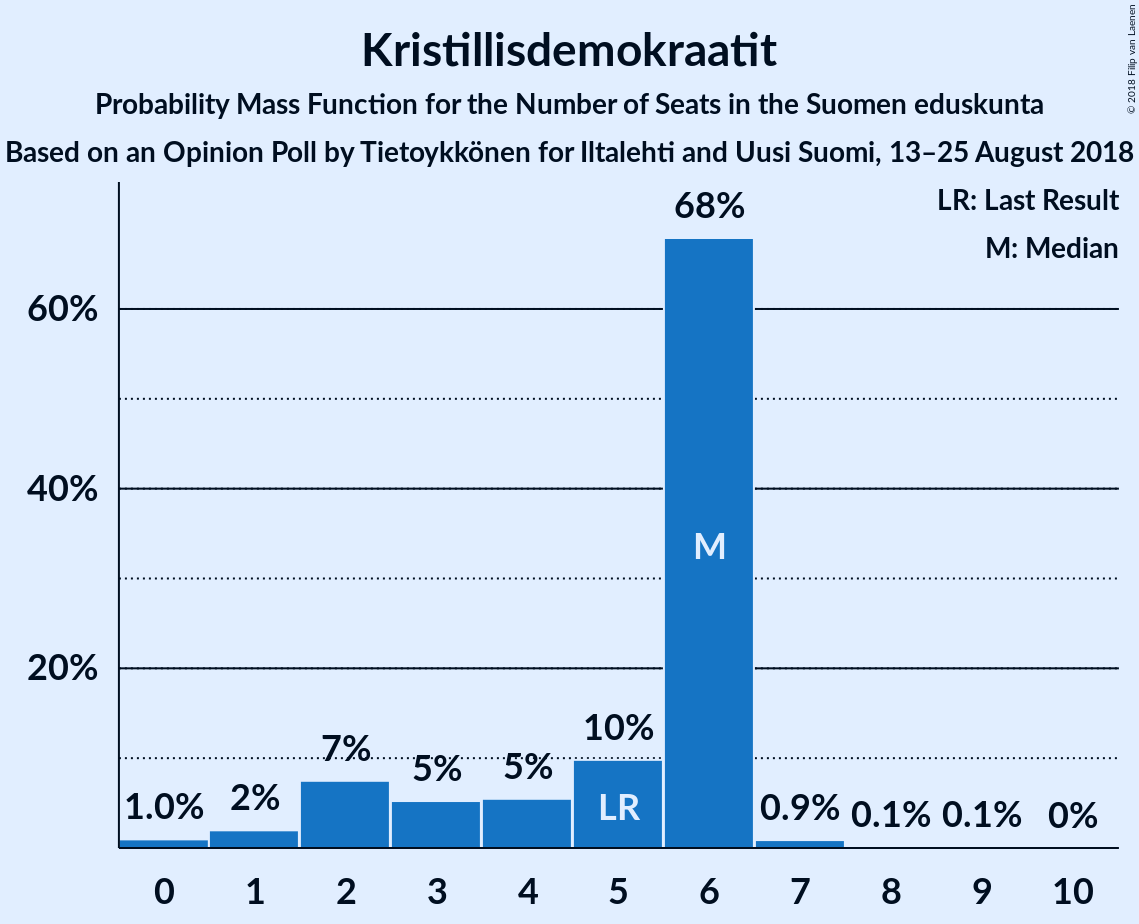 Kristillisdemokraatit
Probability Mass Function for the Number of Seats in the Suomen eduskunta
Based on an Opinion Poll by Tietoykkönen for Iltalehti and Uusi Suomi, 13–25 August 2018
© 2018 Filip van Laenen
LR: Last Result
M: Median
68%
60%
40%
20%
M
10%
7%
5%
5%
2%
1.0%
LR
0.9%
0.1%
0.1%
0%
0 1 2 3 4 5 6 7 8 9 10